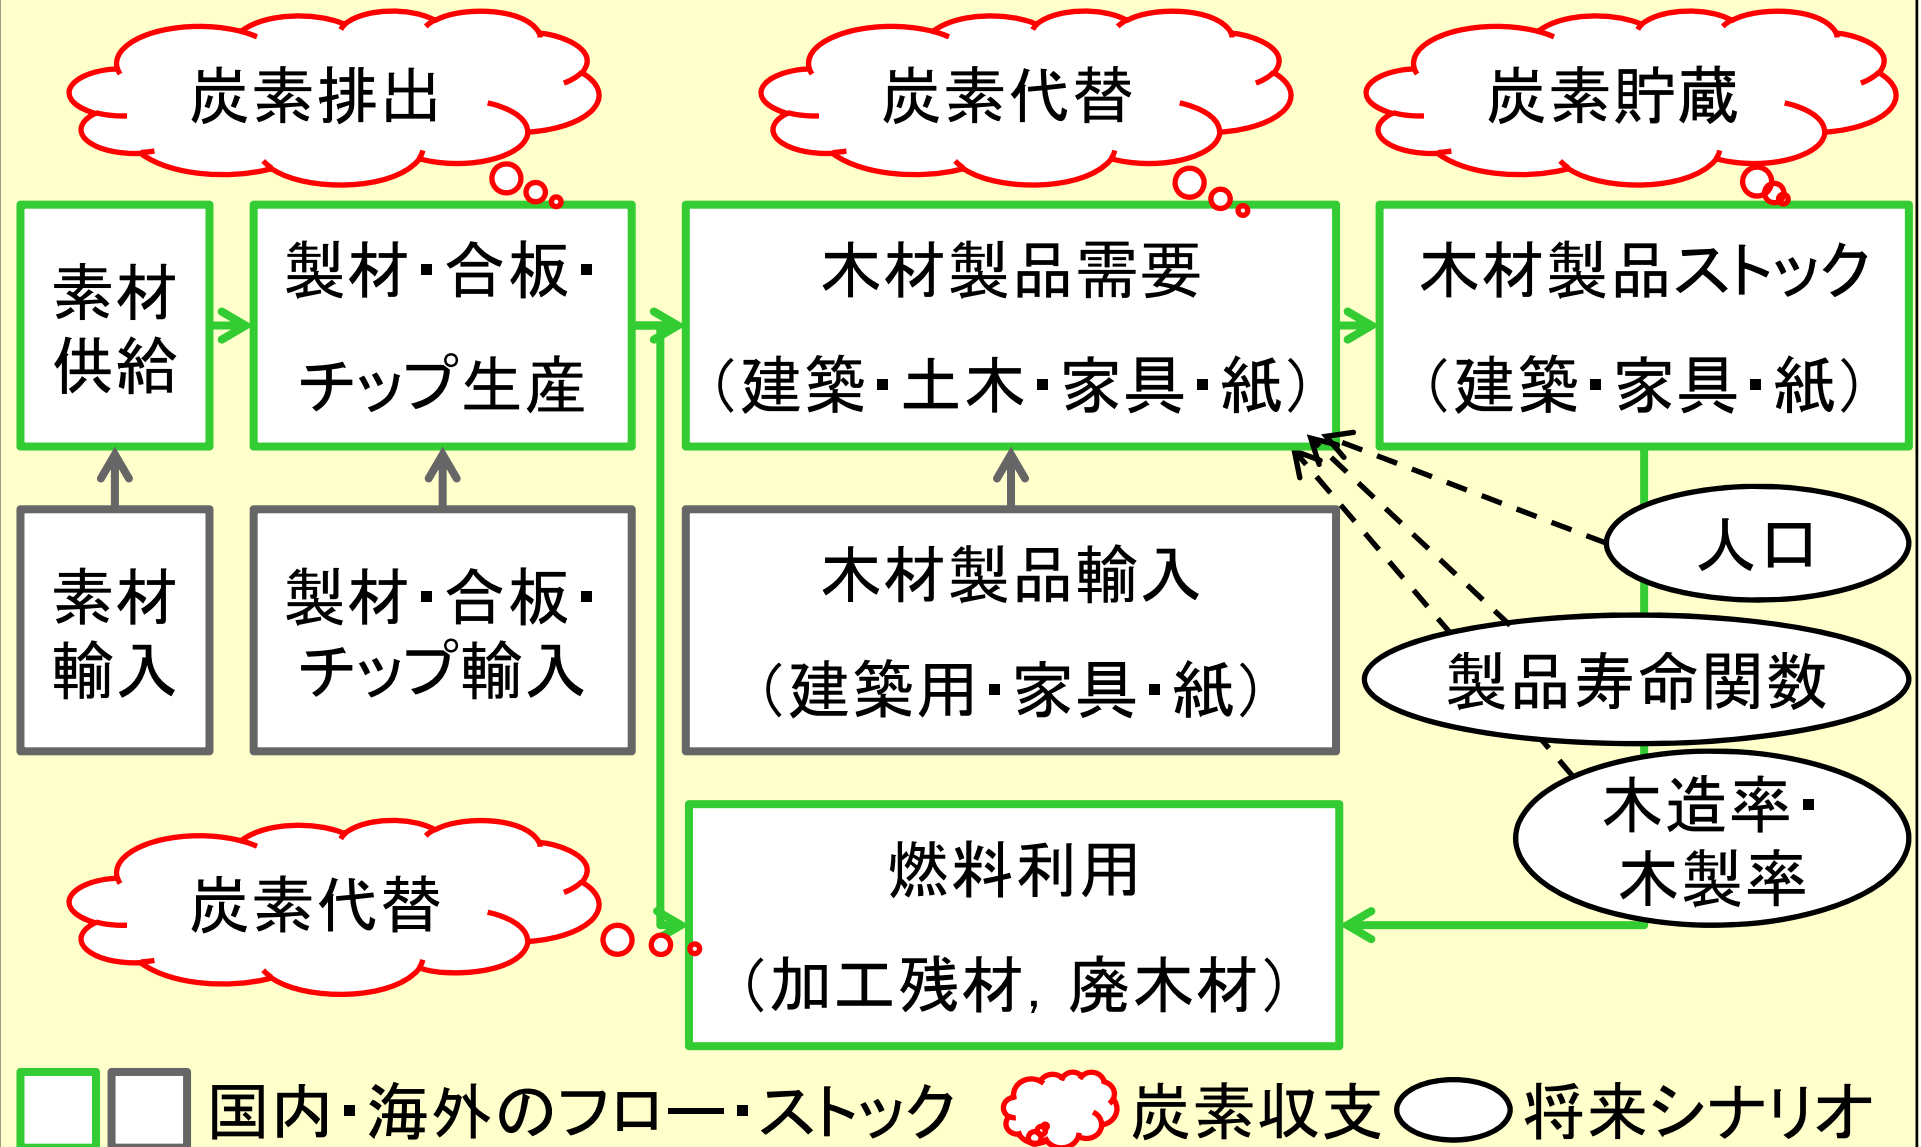 炭素排出
炭素代替
炭素貯蔵
素材
供給
製材・合板・
チップ生産
木材製品需要
（建築・土木・家具・紙）
木材製品ストック
（建築・家具・紙）
素材
輸入
製材・合板・
チップ輸入
木材製品輸入
（建築用・家具・紙）
人口
製品寿命関数
木造率・
木製率
炭素代替
燃料利用
（加工残材，廃木材）
国内・海外のフロー・ストック
炭素収支
将来シナリオ